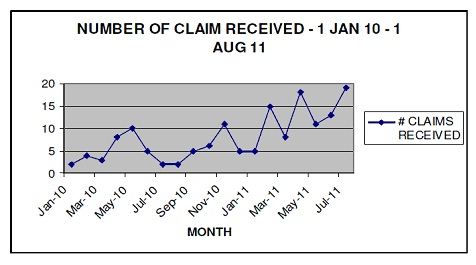 NUMBER OF CLAIM RECEIVED - 1 JAN 10 - 1
AUG 11
20
15
10
5
0
Jan-10
Mar-10
May-10
Jul-10
Sep-10
Nov-10
Jan-11
Mar-11
May-11
Jul-11
MONTH
# CLAIMS
RECEIVED